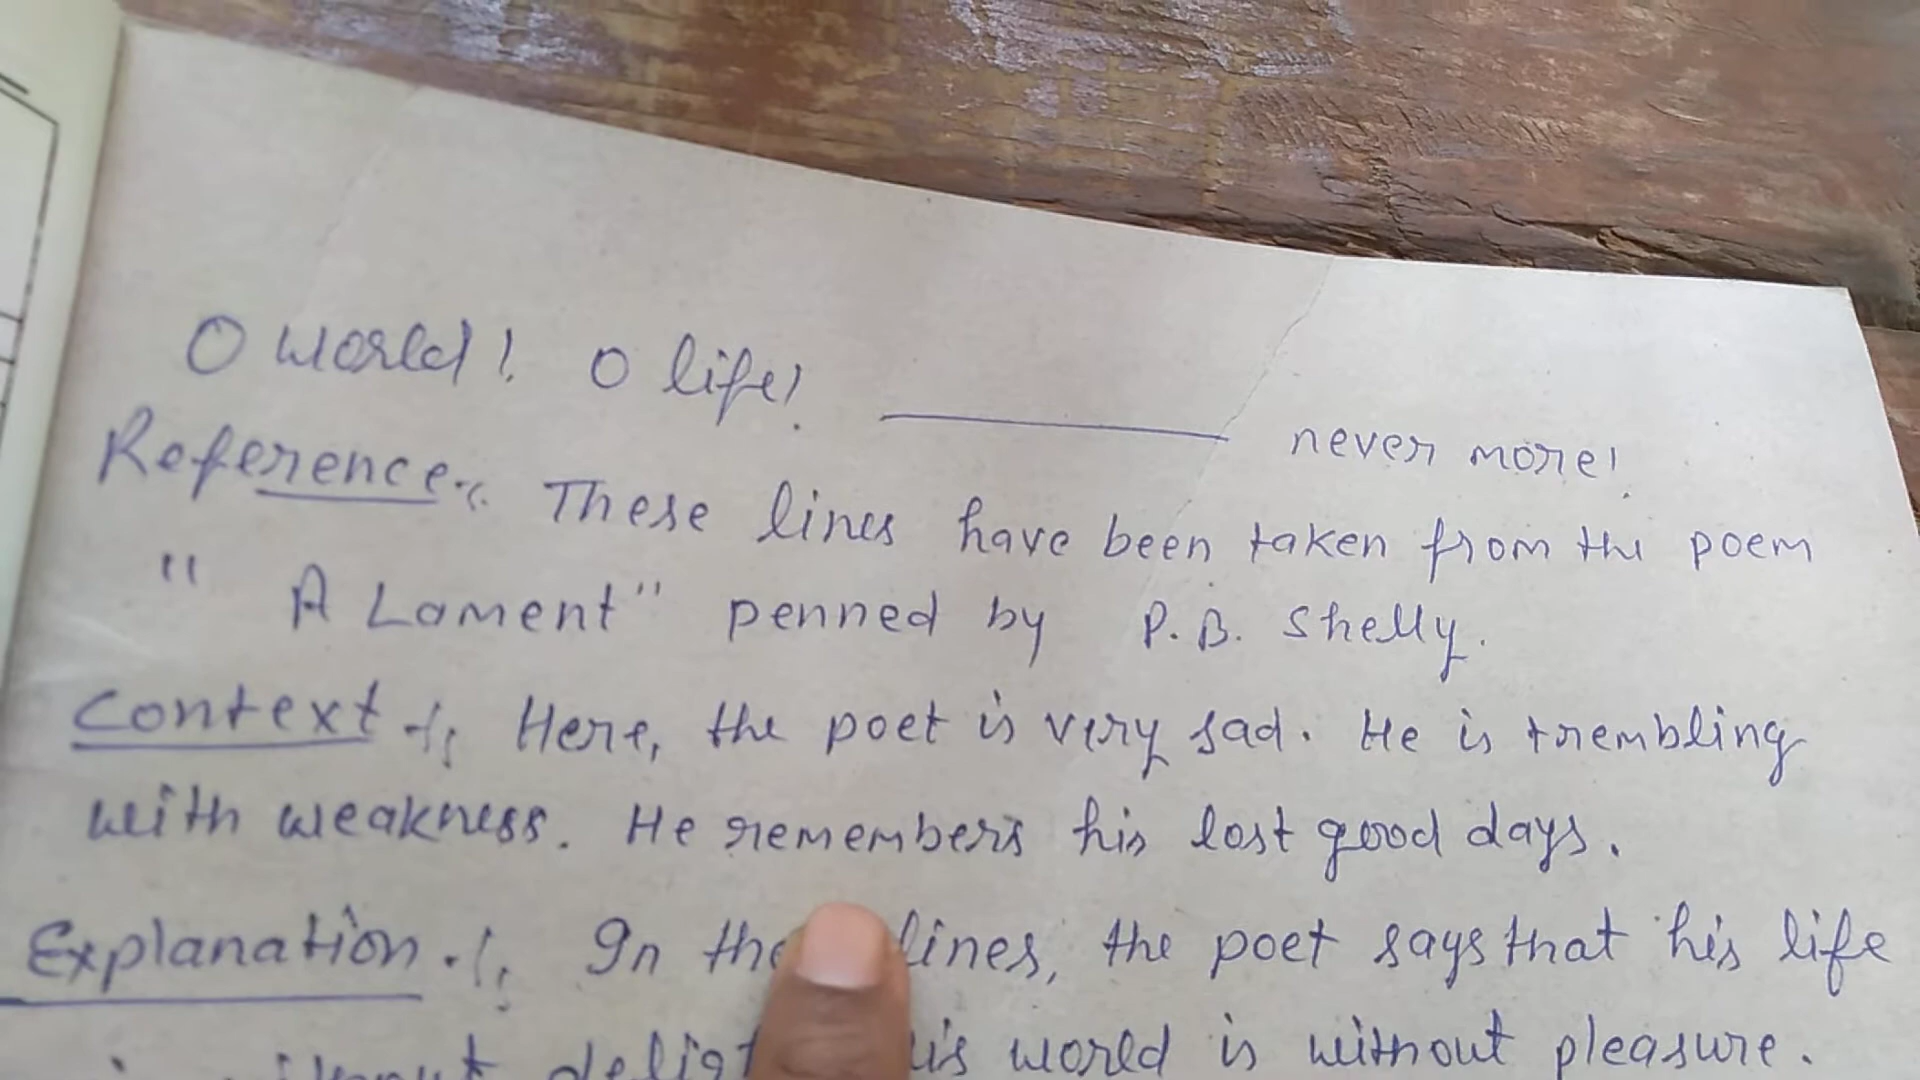 O world! O life! ________ never more!
Reference:- These lines have been taken from the poem
" A Lament" penned by P.B. Shelly.
Context :- Here, the poet is very sad. He is trembling
with weakness. He remembers his lost good days.
Explanation :- In lines, the poet says that his life
world is without pleasure.